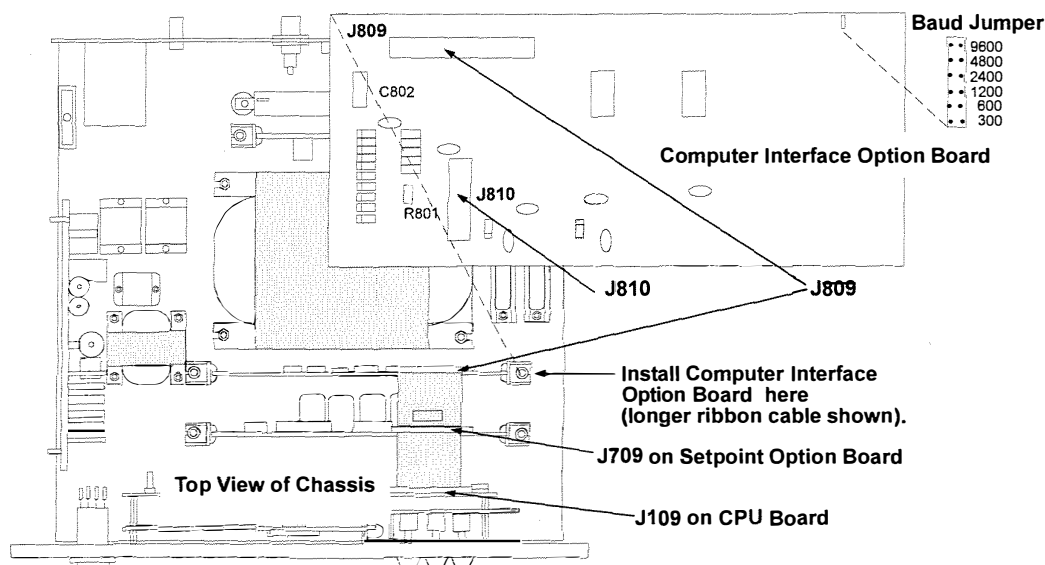 Baud Jumper
9600
4800
2400
1200
600
300
J809
C802
Computer Interface Option Board
J810
R801
J810
J809
Install Computer Interface
Option Board here
(longer ribbon cable shown).
J709 on Setpoint Option Board
Top View of Chassis
J109 on CPU Board